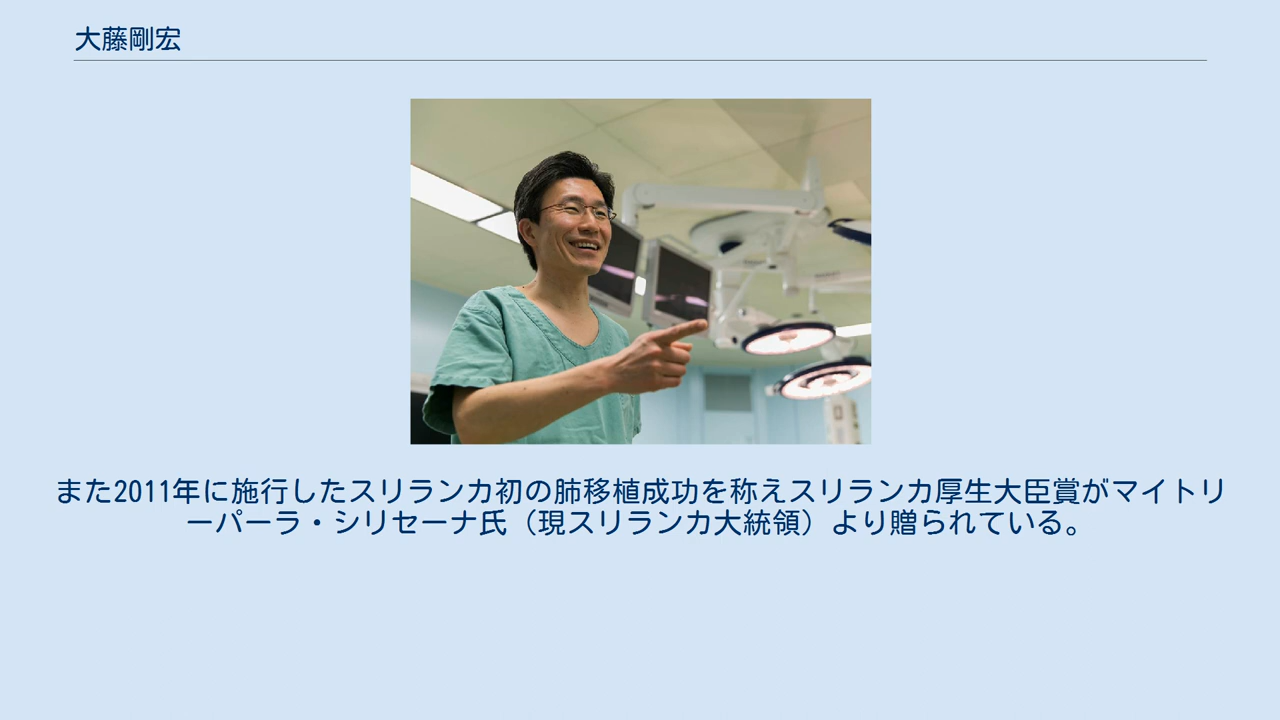 大藤剛宏
また2011年に施行したスリランカ初の肺移植成功を称えスリランカ厚生大臣賞がマイトリ
ーパーラ・シリセーナ氏（現スリランカ大統領）より贈られている。